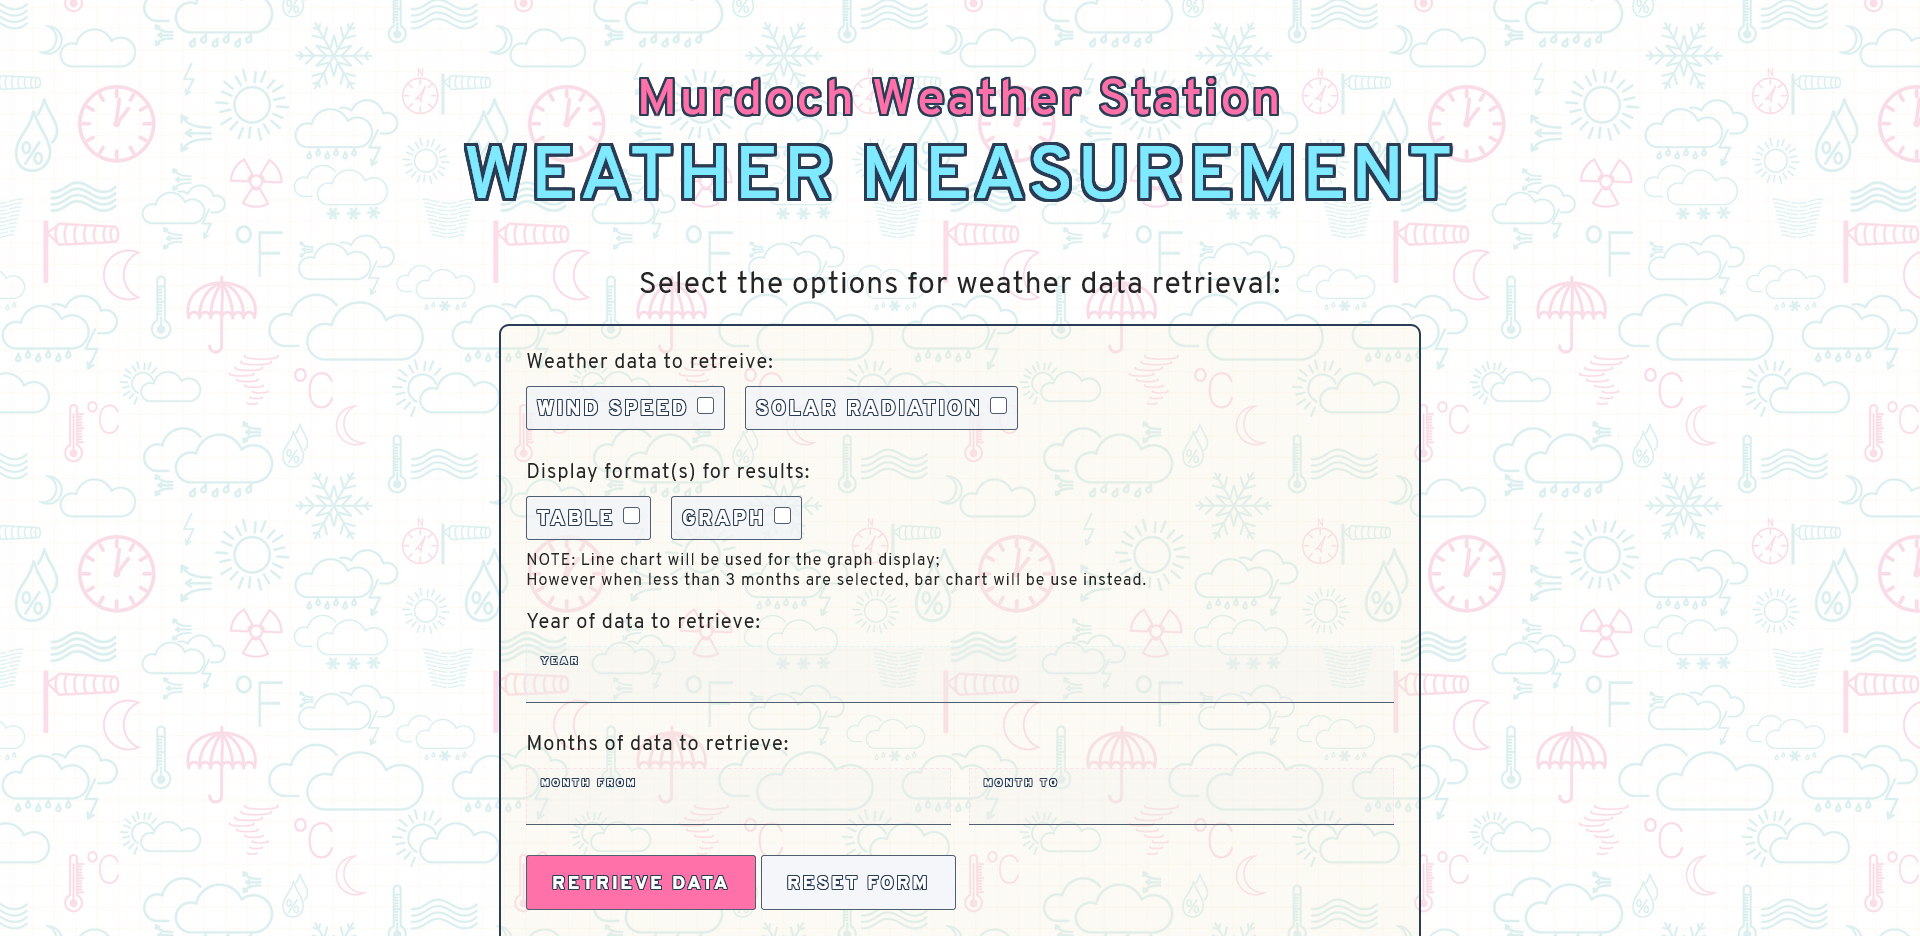 Murdoch Weather Station
WEATHER MEASUREMENT
Select the options for weather data retrieval:
Weather data to retreive:
WIND SPEED
SOLAR RADIATION
Display format(s) for results:
TABLE
GRAPH
NOTE: Line chart will be used for the graph display;
However when less than 3 months are selected, bar chart will be use instead.
Year of data to retrieve:
YEAR
Months of data to retrieve:
MONTH FROM
MONTH TO
RETRIEVE DATA
RESET FORM